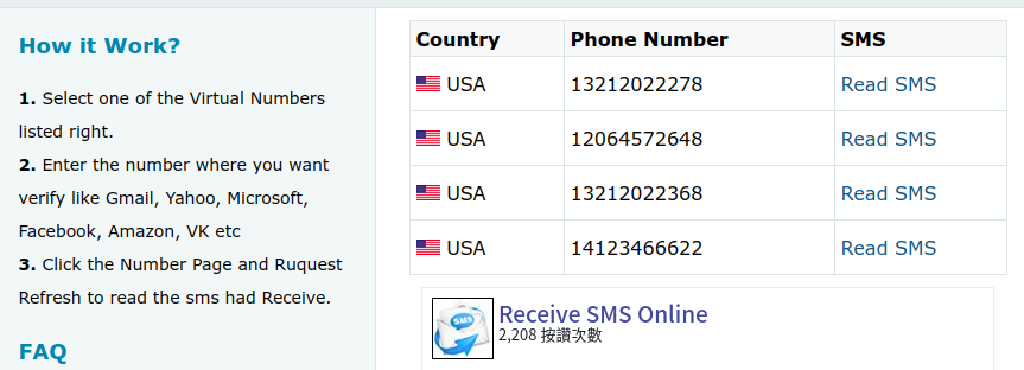 How it Work?
1. Select one of the Virtual Numbers
listed right.
2. Enter the number where you want
verify like Gmail, Yahoo, Microsoft,
Facebook, Amazon, VK etc
3. Click the Number Page and Ruquest
Refresh to read the sms had Receive.
FAQ
Country Phone Number SMS
USA 13212022278 Read SMS
USA 12064572648 Read SMS
USA 13212022368 Read SMS
USA 14123466622 Read SMS
SMS
Receive SMS Online
2,208 按讚次數